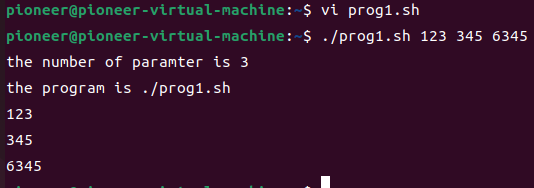 pioneer@pioneer-virtual-machine:~$ vi prog1.sh
pioneer@pioneer-virtual-machine:~$ ./prog1.sh 123 345 6345
the number of paramter is 3
the program is ./prog1.sh
123
345
6345